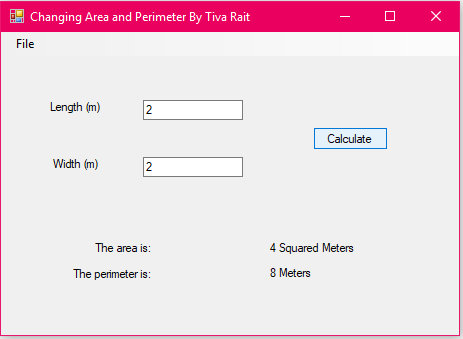 Changing Area and Perimeter By Tiva Rait
File
Length (m)
2
Calculate
Width (m)
2
The area is: 4 Squared Meters
The perimeter is: 8 Meters